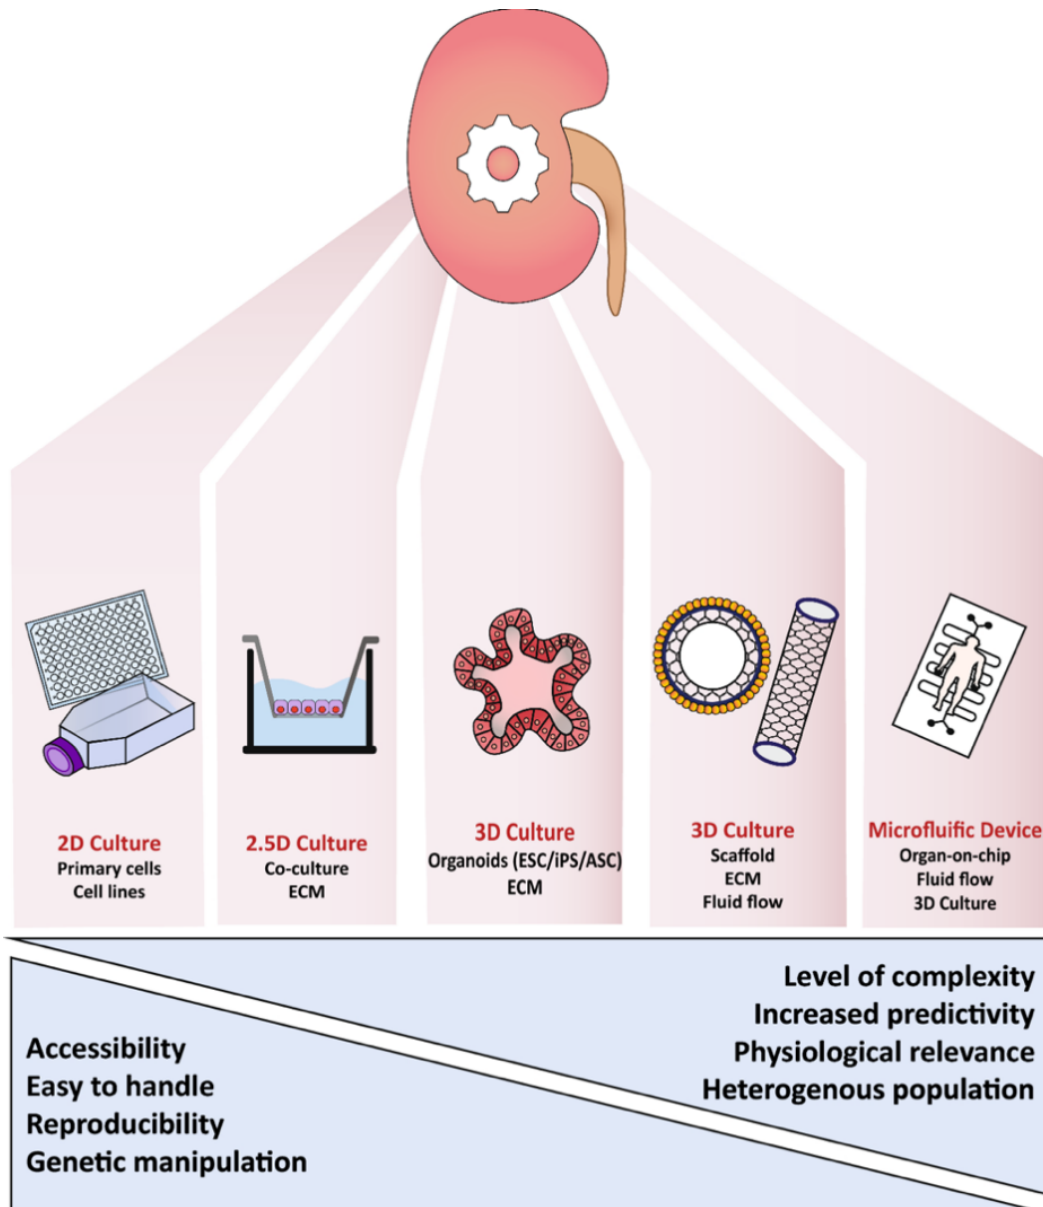 2D Culture
Primary cells
Cell lines
2.5D Culture
Co-culture
ECM
3D Culture
Organoids (ESC/iPS/ASC)
ECM
3D Culture
Scaffold
ECM
Fluid flow
Microfluific Device
Organ-on-chip
Fluid flow
3D Culture
Level of complexity
Increased predictivity
Physiological relevance
Heterogenous population
Accessibility
Easy to handle
Reproducibility
Genetic manipulation